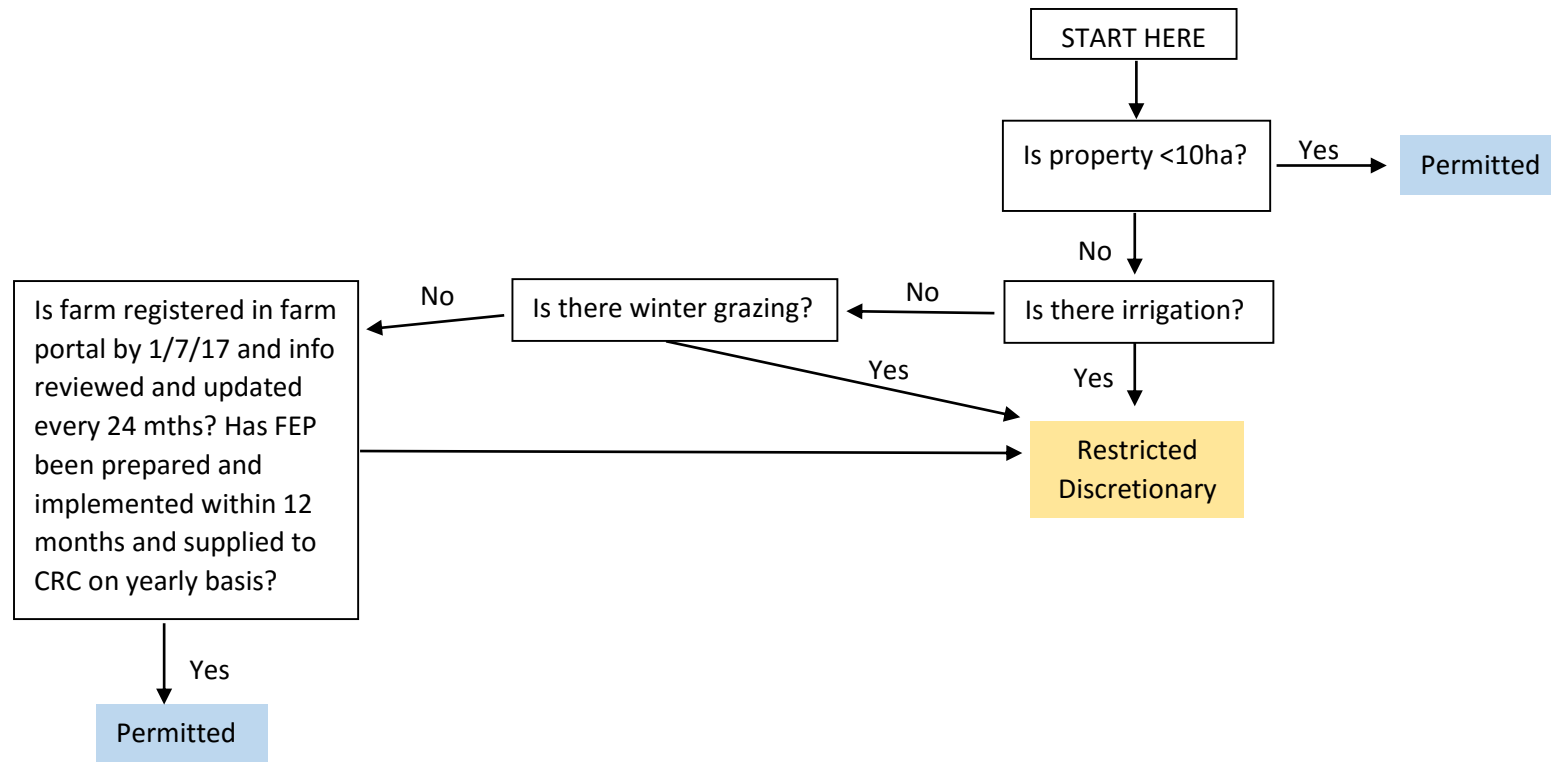 START HERE
Is property <10ha?
Yes
Permitted
No
Is there irrigation?
No
Is there winter grazing?
No
Yes
Yes
Restricted
Discretionary
Is farm registered in farm
portal by 1/7/17 and info
reviewed and updated
every 24 mths? Has FEP
been prepared and
implemented within 12
months and supplied to
CRC on yearly basis?
Yes
Permitted